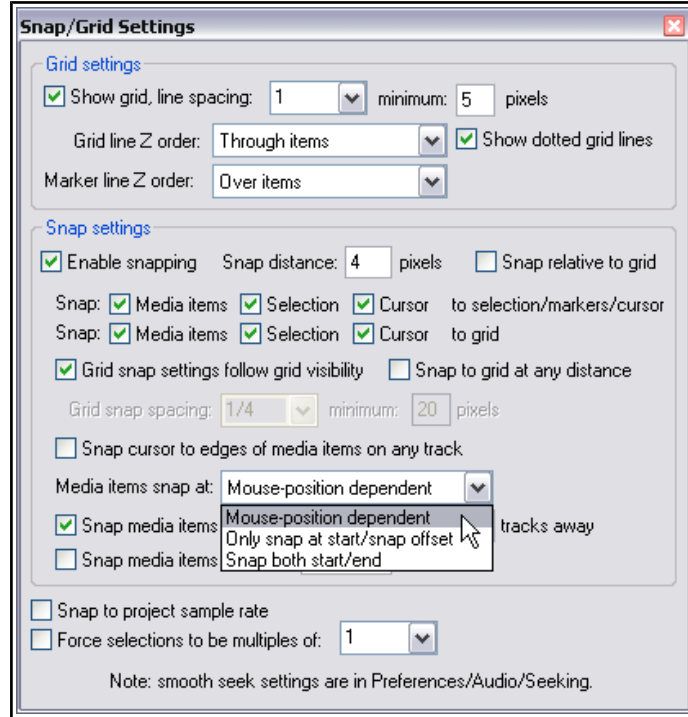 Snap/Grid Settings
Grid settings
Show grid, line spacing: 1 minimum: 5 pixels
Grid line Z order: Through items Show dotted grid lines
Marker line Z order: Over items
Snap settings
Enable snapping Snap distance: 4 pixels Snap relative to grid
Snap: Media items Selection Cursor to selection/markers/cursor
Snap: Media items Selection Cursor to grid
Grid snap settings follow grid visibility Snap to grid at any distance
Grid snap spacing: 1/4 minimum: 20 pixels
Snap cursor to edges of media items on any track
Media items snap at: Mouse-position dependent
Snap media items Mouse-position dependent tracks away
Only snap at start/snap offset
Snap media items Snap both start/end
Snap to project sample rate
Force selections to be multiples of: 1
Note: smooth seek settings are in Preferences/Audio/Seeking.